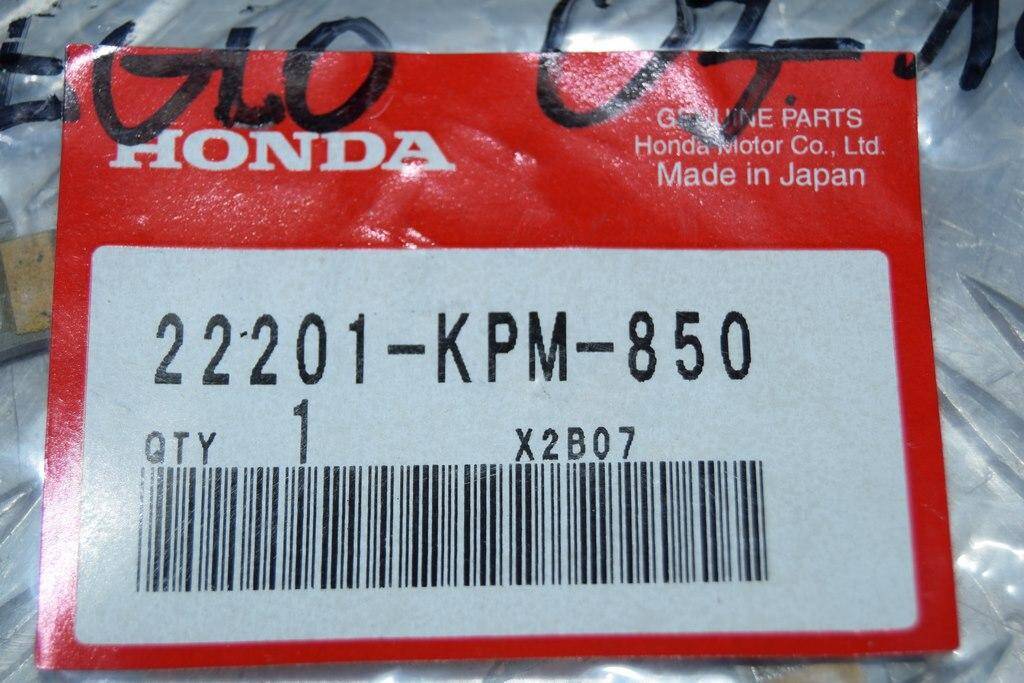 HONDA
GENUINE PARTS
Honda Motor Co., Ltd.
Made in Japan
22201-KPM-850
QTY 1 X2B07